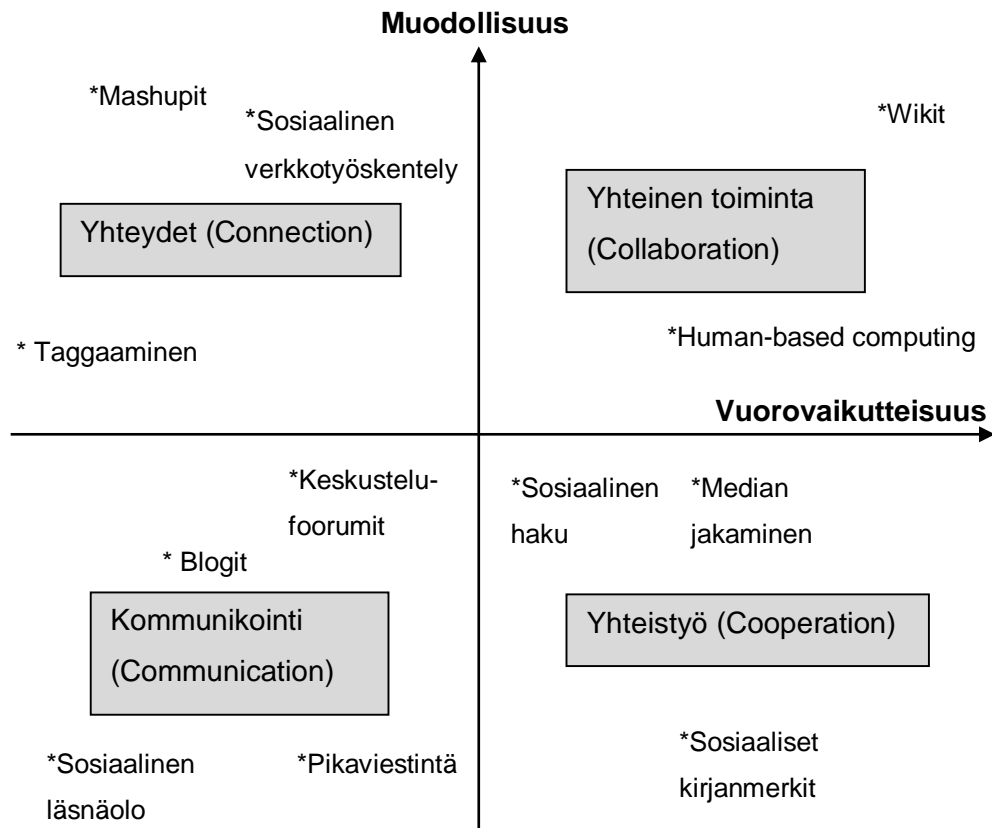 Muodollisuus
*Mashupit
*Sosiaalinen
verkkotyöskentely
*Wikit
Yhteydet (Connection)
Yhteinen toiminta
(Collaboration)
* Taggaaminen
*Human-based computing
Vuorovaikutteisuus
*Keskustelu-
foorumit
* Blogit
*Sosiaalinen
haku
*Median
jakaminen
Kommunikointi
(Communication)
Yhteistyö (Cooperation)
*Sosiaalinen
läsnäolo
*Pikaviestintä
*Sosiaaliset
kirjanmerkit